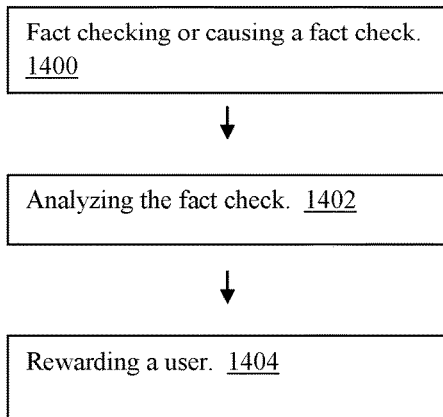 Fact checking or causing a fact check.
1400
Analyzing the fact check. 1402
Rewarding a user. 1404